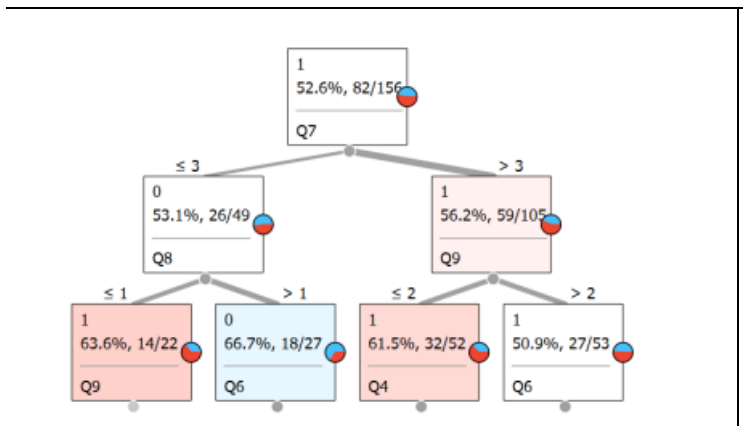 1
52.6%, 82/156
Q7
≤ 3
> 3
0
53.1%, 26/49
Q8
1
56.2%, 59/105
Q9
≤ 1
> 1
≤ 2
> 2
1
63.6%, 14/22
Q9
0
66.7%, 18/27
Q6
1
61.5%, 32/52
Q4
1
50.9%, 27/53
Q6